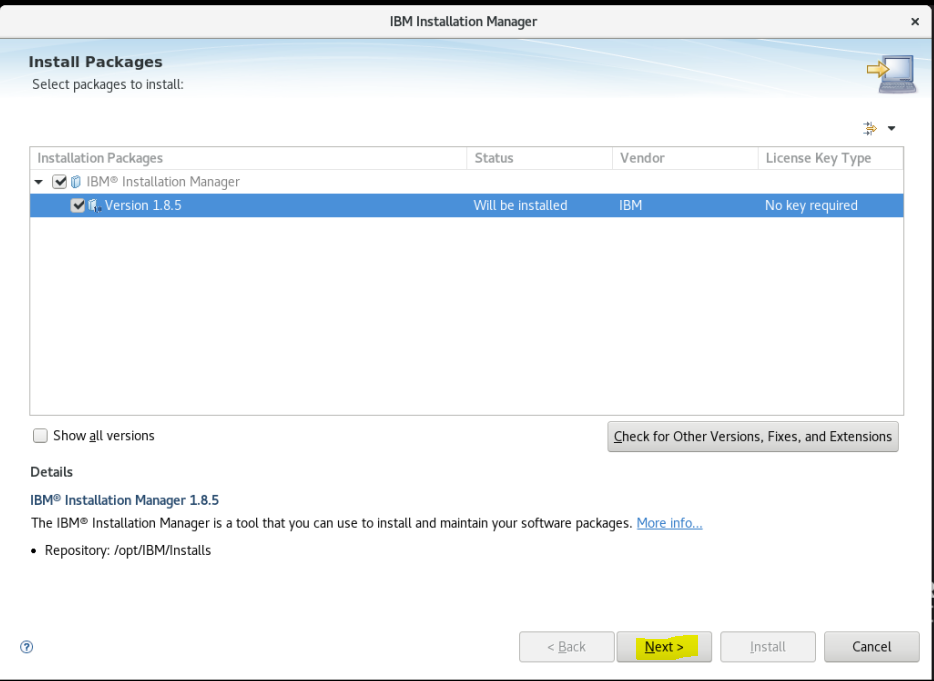 IBM Installation Manager
Install Packages
Select packages to install:
Installation Packages Status Vendor License Key Type
IBM® Installation Manager
Version 1.8.5 Will be installed IBM No key required
Show all versions
Check for Other Versions, Fixes, and Extensions
Details
IBM® Installation Manager 1.8.5
The IBM® Installation Manager is a tool that you can use to install and maintain your software packages. More info...
• Repository: /opt/IBM/Installs
< Back Next > Install Cancel